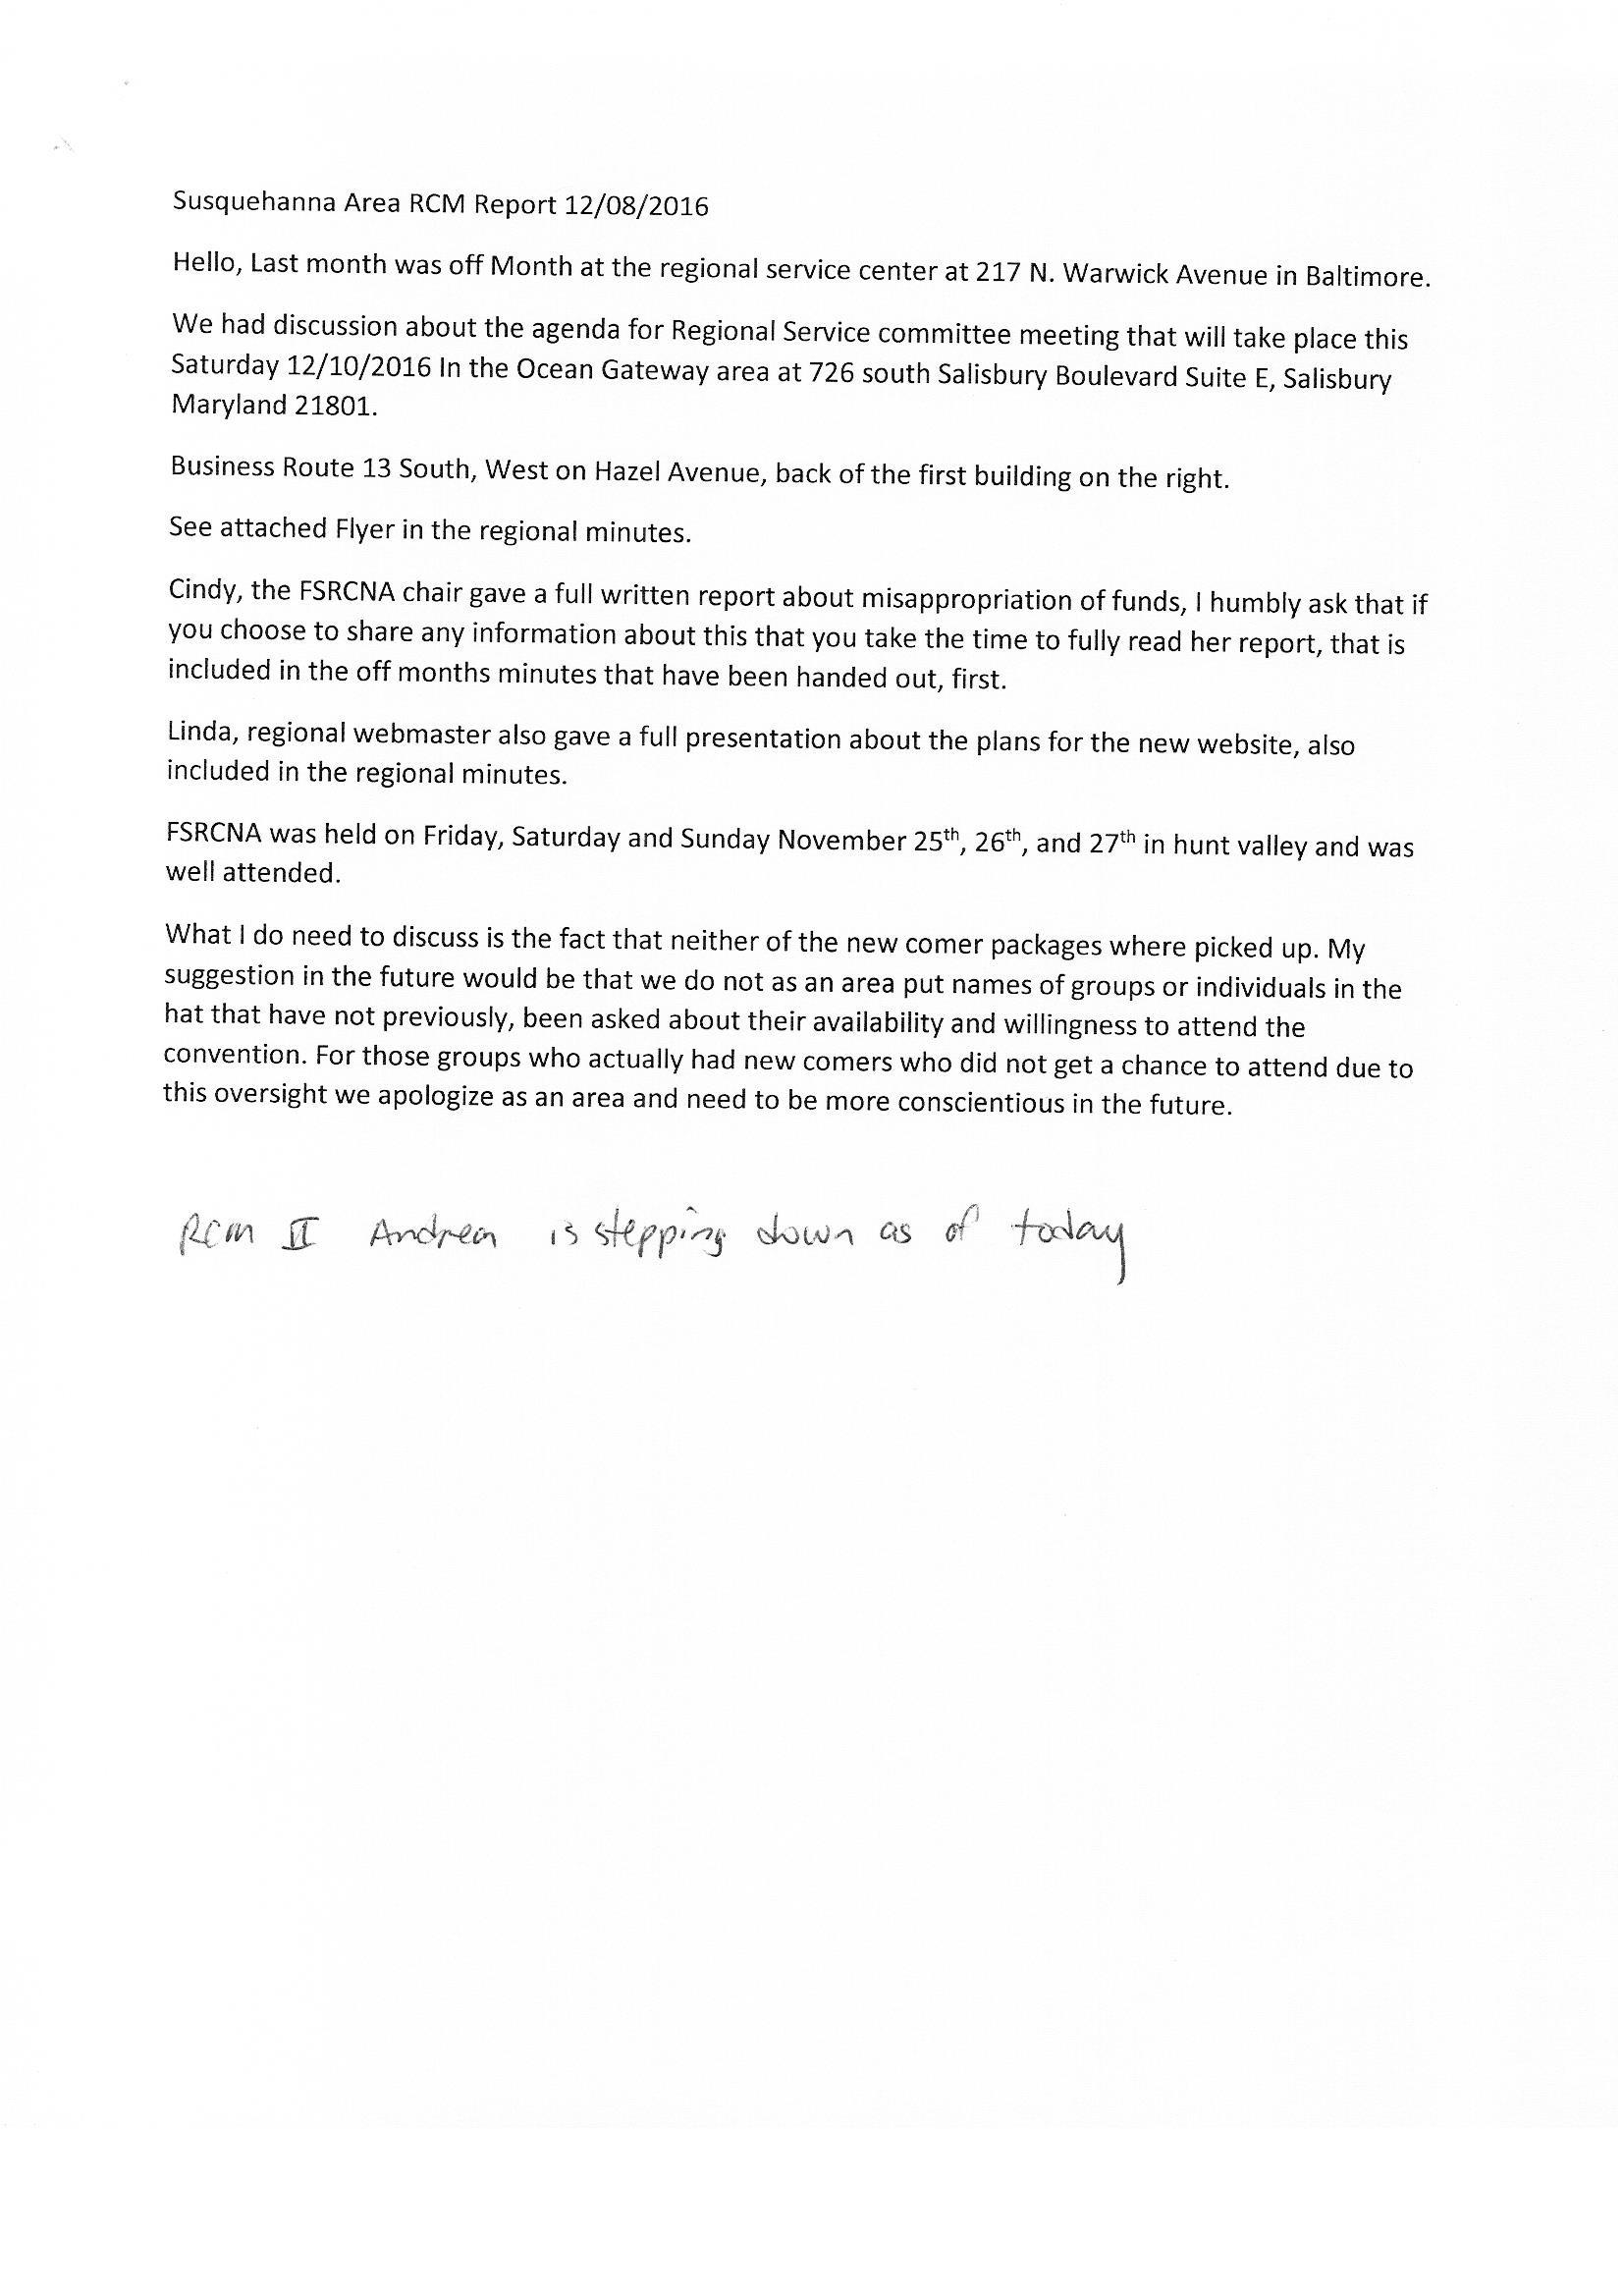 Susquehanna Area RCM Report 12/08/2016
Hello, Last month was off Month at the regional service center at 217 N. Warwick Avenue in Baltimore.
We had discussion about the agenda for Regional Service committee meeting that will take place this
Saturday 12/10/2016 In the Ocean Gateway area at 726 south Salisbury Boulevard Suite E, Salisbury
Maryland 21801.
Business Route 13 South, West on Hazel Avenue, back of the first building on the right.
See attached Flyer in the regional minutes.
Cindy, the FSRCNA chair gave a full written report about misappropriation of funds, I humbly ask that if
you choose to share any information about this that you take the time to fully read her report, that is
included in the off months minutes that have been handed out, first.
Linda, regional webmaster also gave a full presentation about the plans for the new website, also
included in the regional minutes.
FSRCNA was held on Friday, Saturday and Sunday November 25th, 26th, and 27th in hunt valley and was
well attended.
What I do need to discuss is the fact that neither of the new comer packages where picked up. My
suggestion in the future would be that we do not as an area put names of groups or individuals in the
hat that have not previously, been asked about their availability and willingness to attend the
convention. For those groups who actually had new comers who did not get a chance to attend due to
this oversight we apologize as an area and need to be more conscientious in the future.
RCM II Andrea is stepping down as of today